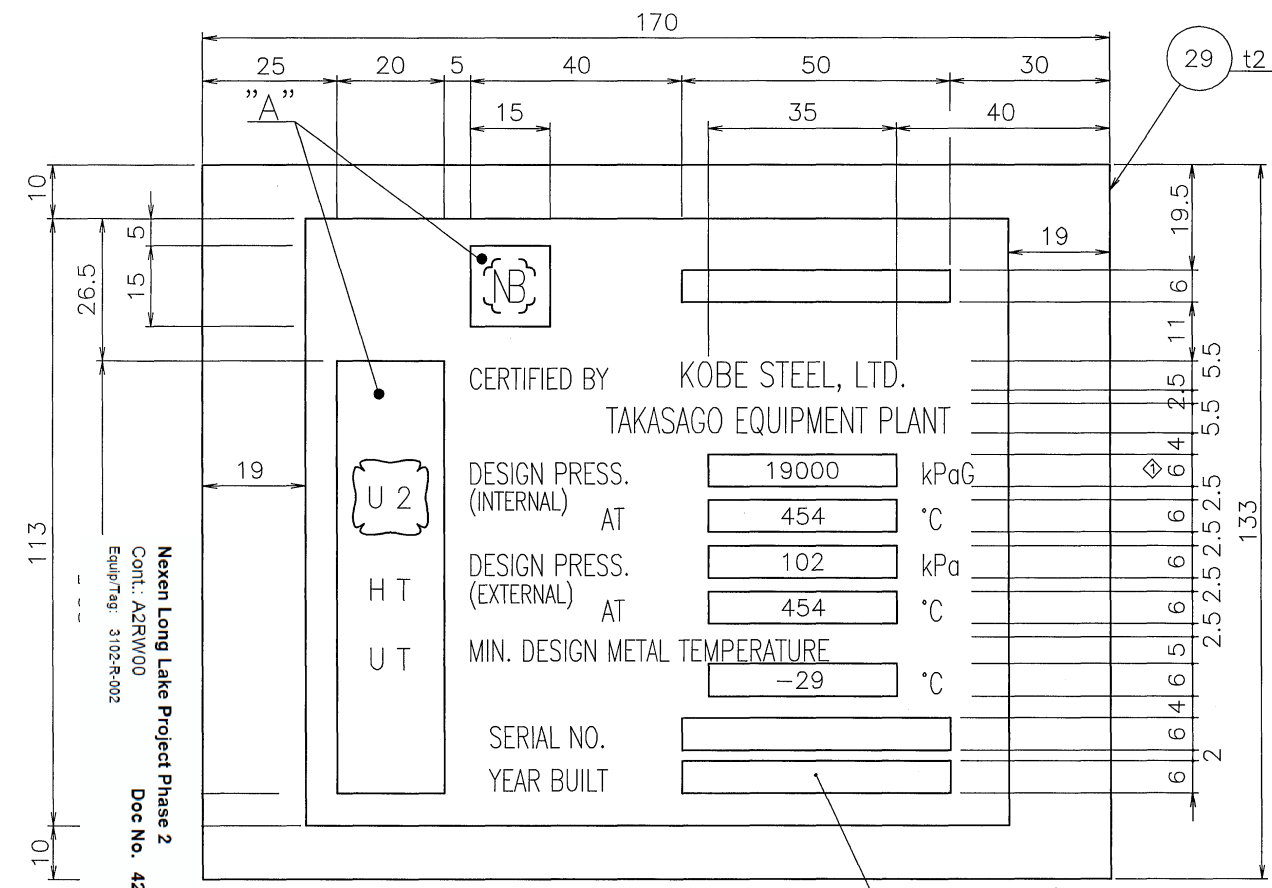 170
25 20 5 40 50 30
29 t2
"A"
15 35 40
10
5
19.5
19
26.5
15
NB
6
11
5.5
CERTIFIED BY KOBE STEEL, LTD.
2.5
TAKASAGO EQUIPMENT PLANT
5.5
4
19
DESIGN PRESS. 19000 kPaG
1 6
(INTERNAL)
2.5
U 2
AT 454 °C
6
2.5
113
133
DESIGN PRESS. 102 kPa
6
(EXTERNAL)
2.5
H T
AT 454 °C
6
2.5
U T
MIN. DESIGN METAL TEMPERATURE
5
-29 °C
6
4
SERIAL NO.
6
2
YEAR BUILT
6
10
Nexen Long Lake Project Phase 2
Cont.: A2RW00 Doc No. 42
Equip/Tag: 3102-R-002